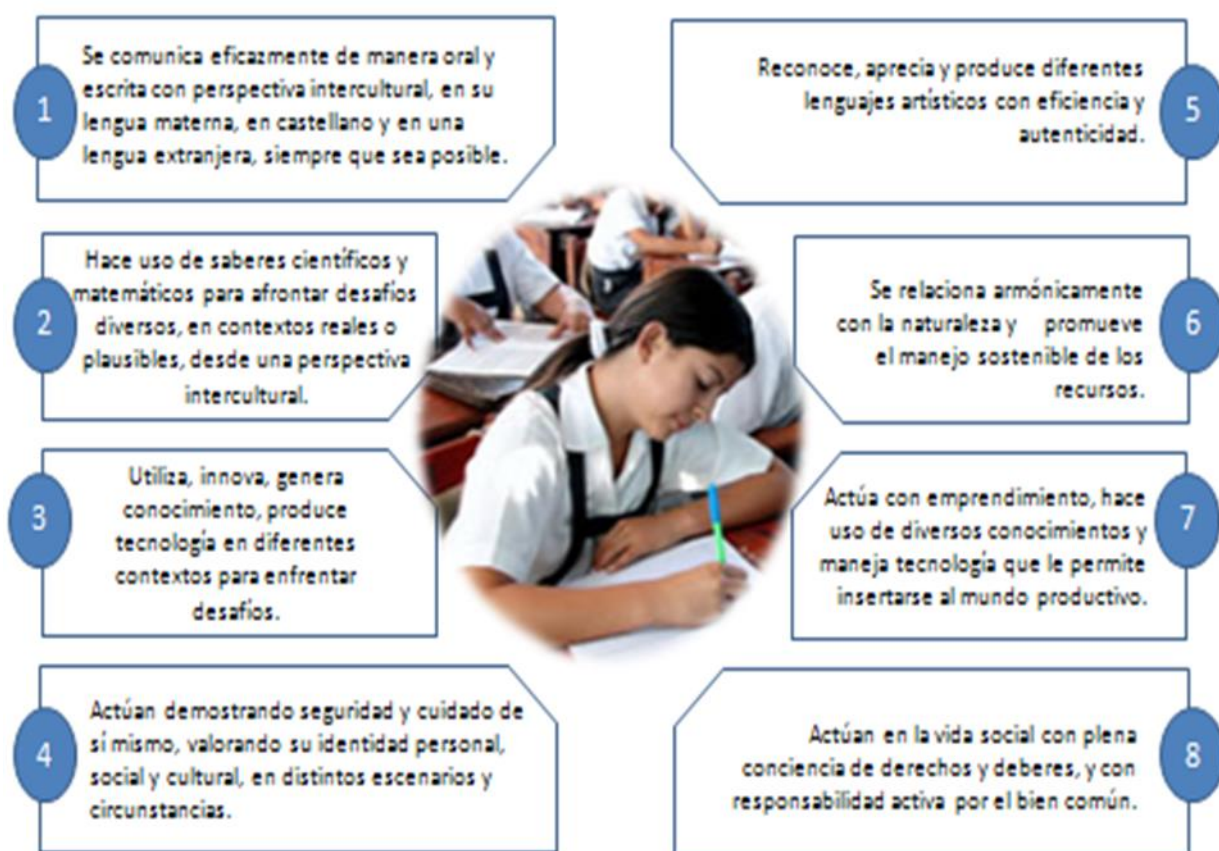 1
Se comunica eficazmente de manera oral y
escrita con perspectiva intercultural, en su
lengua materna, en castellano y en una
lengua extranjera, siempre que sea posible.
2
Hace uso de saberes científicos y
matemáticos para afrontar desafíos
diversos, en contextos reales o
plausibles, desde una perspectiva
intercultural.
3
Utiliza, innova, genera
conocimiento, produce
tecnología en diferentes
contextos para enfrentar
desafíos.
4
Actúan demostrando seguridad y cuidado de
sí mismo, valorando su identidad personal,
social y cultural, en distintos escenarios y
circunstancias.
5
Reconoce, aprecia y produce diferentes
lenguajes artísticos con eficiencia y
autenticidad.
6
Se relaciona armónicamente
con la naturaleza y promueve
el manejo sostenible de los
recursos.
7
Actúa con emprendimiento, hace
uso de diversos conocimientos y
maneja tecnología que le permite
insertarse al mundo productivo.
8
Actúan en la vida social con plena
conciencia de derechos y deberes, y con
responsabilidad activa por el bien común.